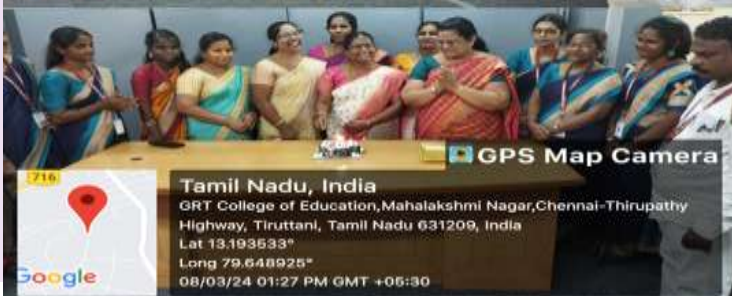 GPS Map Camera
716
Google
Tamil Nadu, India
GRT College of Education,Mahalakshmi Nagar,Chennai-Thirupathy
Highway, Tiruttani, Tamil Nadu 631209, India
Lat 13.193533°
Long 79.648925°
08/03/24 01:27 PM GMT +05:30